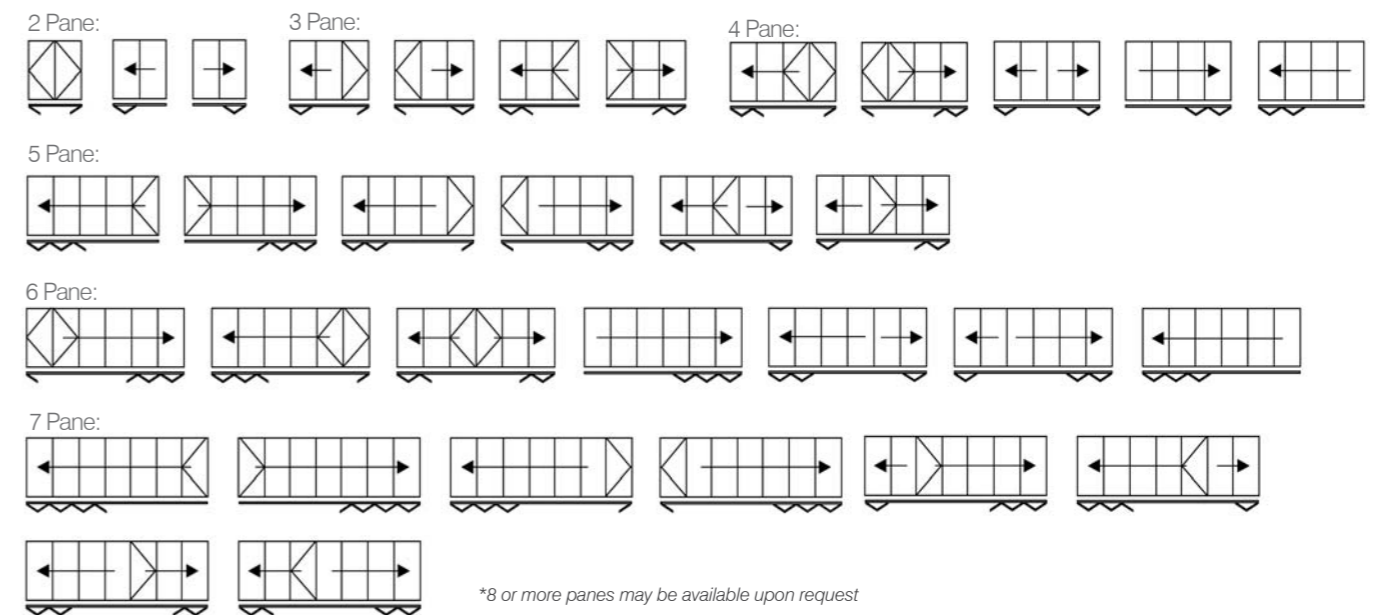 2 Pane:
3 Pane:
4 Pane:
5 Pane:
6 Pane:
7 Pane:
*8 or more panes may be available upon request